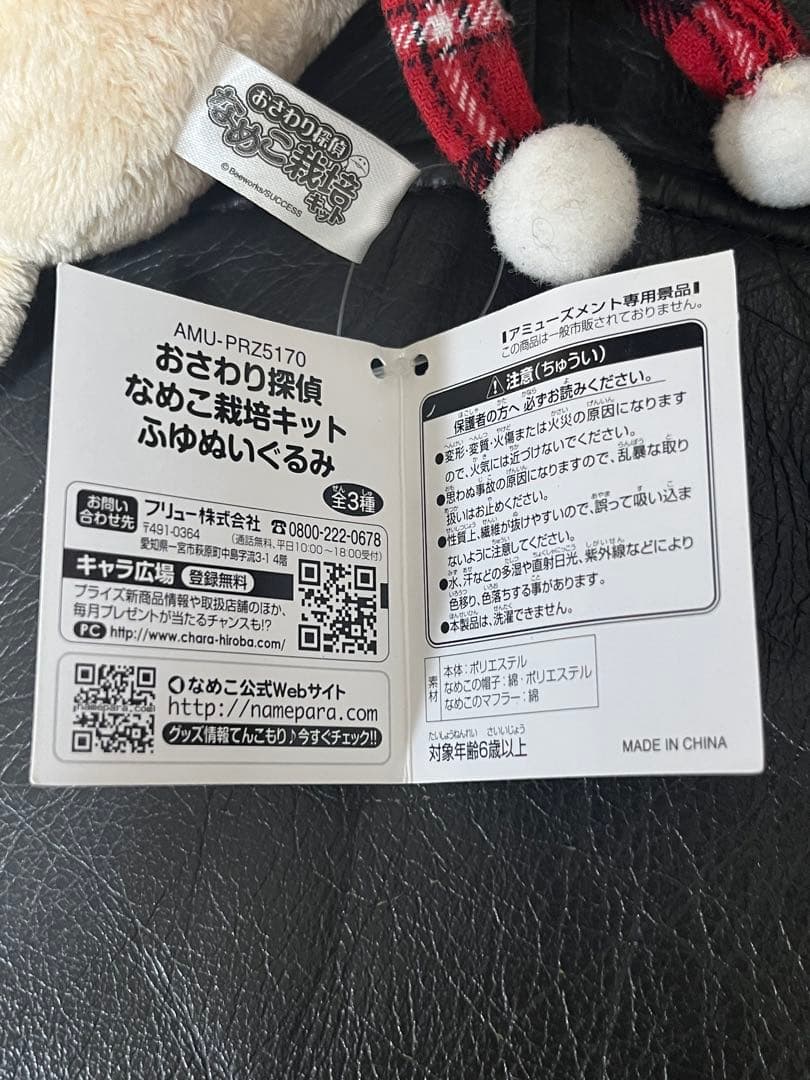 おさわり探偵
なめこ栽培
キット
© Beeworks/SUCCESS
AMU-PRZ5170
おさわり探偵
なめこ栽培キット
ふゆぬいぐるみ
全3種
お問い合わせ先
フリュー株式会社 ☎0800-222-0678
〒491-0364 (通話無料、平日10:00~18:00受付)
愛知県一宮市萩原町中島字流3-1 4階
キャラ広場 登録無料
プライズ新商品情報や取扱店舗のほか、
毎月プレゼントが当たるチャンスも!?
PC http://www.chara-hiroba.com/
namepara.com
なめこ公式Webサイト
http://namepara.com
グッズ情報てんこもり♪今すぐチェック!!
アミューズメント専用景品
この商品は一般市販されておりません。
⚠注意(ちゅうい)
保護者の方へ 必ずお読みください。
●変形・変質・火傷または火災の原因になります
ので、火気には近づけないでください。
●思わぬ事故の原因になりますので、乱暴な取り
扱いはお止めください。
●性質上、繊維が抜けやすいので、誤って吸い込ま
ないように注意してください。
●水、汗などの多湿や直射日光、紫外線などにより
色移り、色落ちする事があります。
●本製品は、洗濯できません。
素材
本体:ポリエステル
なめこの帽子:綿・ポリエステル
なめこのマフラー:綿
対象年齢6歳以上
MADE IN CHINA